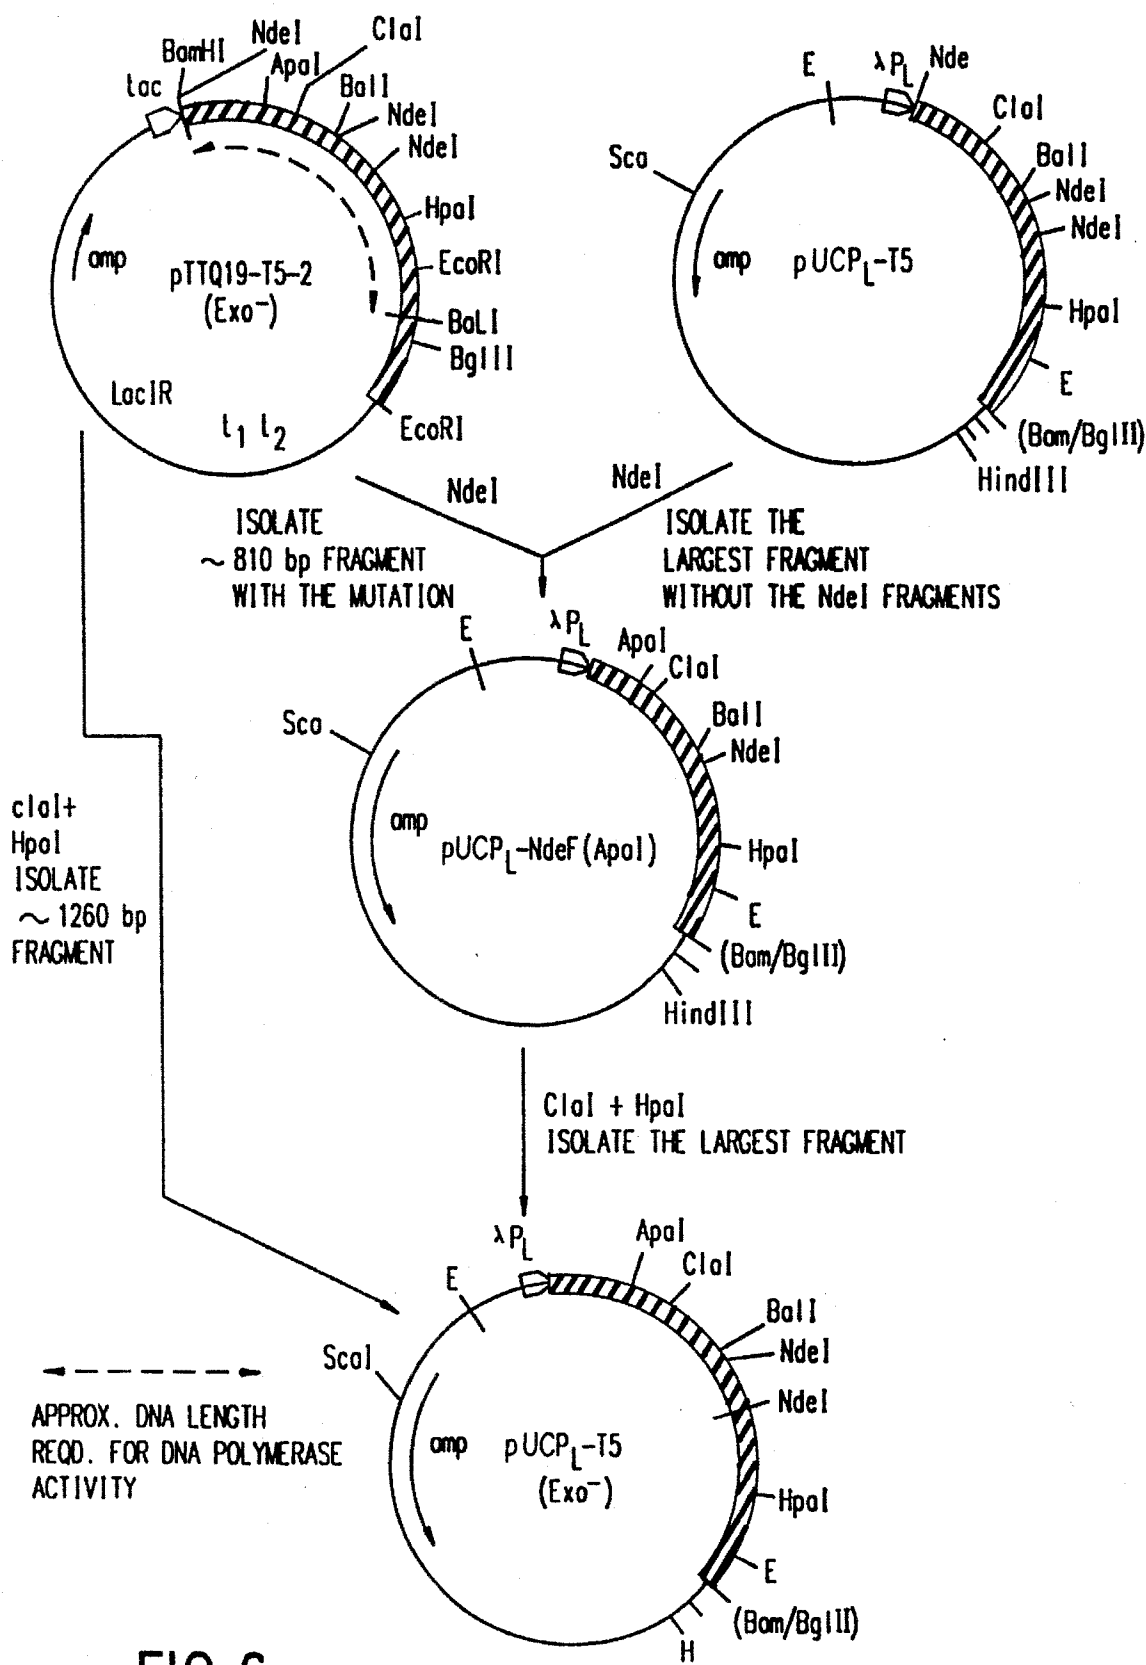 lac
BamHI
NdeI
ApaI
ClaI
BalI
NdeI
NdeI
HpaI
EcoRI
BaLI
BglII
EcoRI
amp
pTTQ19-T5-2
(Exo⁻)
LacIR
t1 t2
E
λPL
Nde
ClaI
BalI
NdeI
NdeI
HpaI
E
(Bam/BglII)
HindIII
Sca
amp
pUCPL-T5
NdeI
NdeI
ISOLATE
~ 810 bp FRAGMENT
WITH THE MUTATION
ISOLATE THE
LARGEST FRAGMENT
WITHOUT THE NdeI FRAGMENTS
E
λPL
ApaI
ClaI
BalI
NdeI
HpaI
E
(Bam/BglII)
HindIII
Sca
amp
pUCPL-NdeF(ApaI)
claI+
HpaI
ISOLATE
~ 1260 bp
FRAGMENT
ClaI + HpaI
ISOLATE THE LARGEST FRAGMENT
E
λPL
ApaI
ClaI
BalI
NdeI
NdeI
HpaI
E
(Bam/BglII)
H
ScaI
amp
pUCPL-T5
(Exo⁻)
APPROX. DNA LENGTH
REQD. FOR DNA POLYMERASE
ACTIVITY